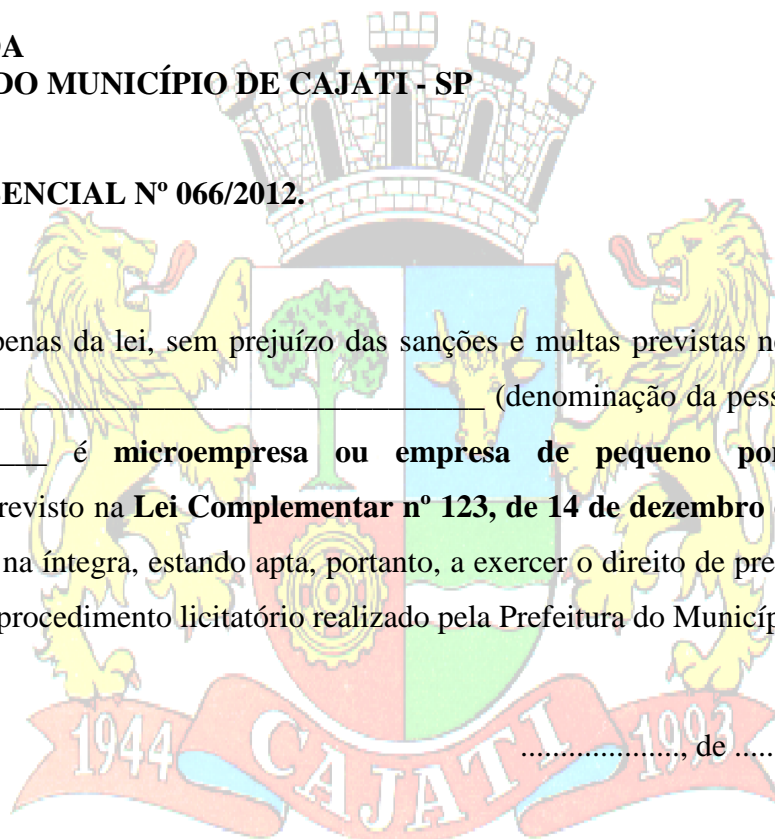 DA
DO MUNICÍPIO DE CAJATI - SP
ENCIAL Nº 066/2012.
penas da lei, sem prejuízo das sanções e multas previstas n
______________________________ (denominação da pess
___ é microempresa ou empresa de pequeno por
revisto na Lei Complementar nº 123, de 14 de dezembro
na íntegra, estando apta, portanto, a exercer o direito de pre
procedimento licitatório realizado pela Prefeitura do Municíp
...................., de .....
1944 CAJATI 1993